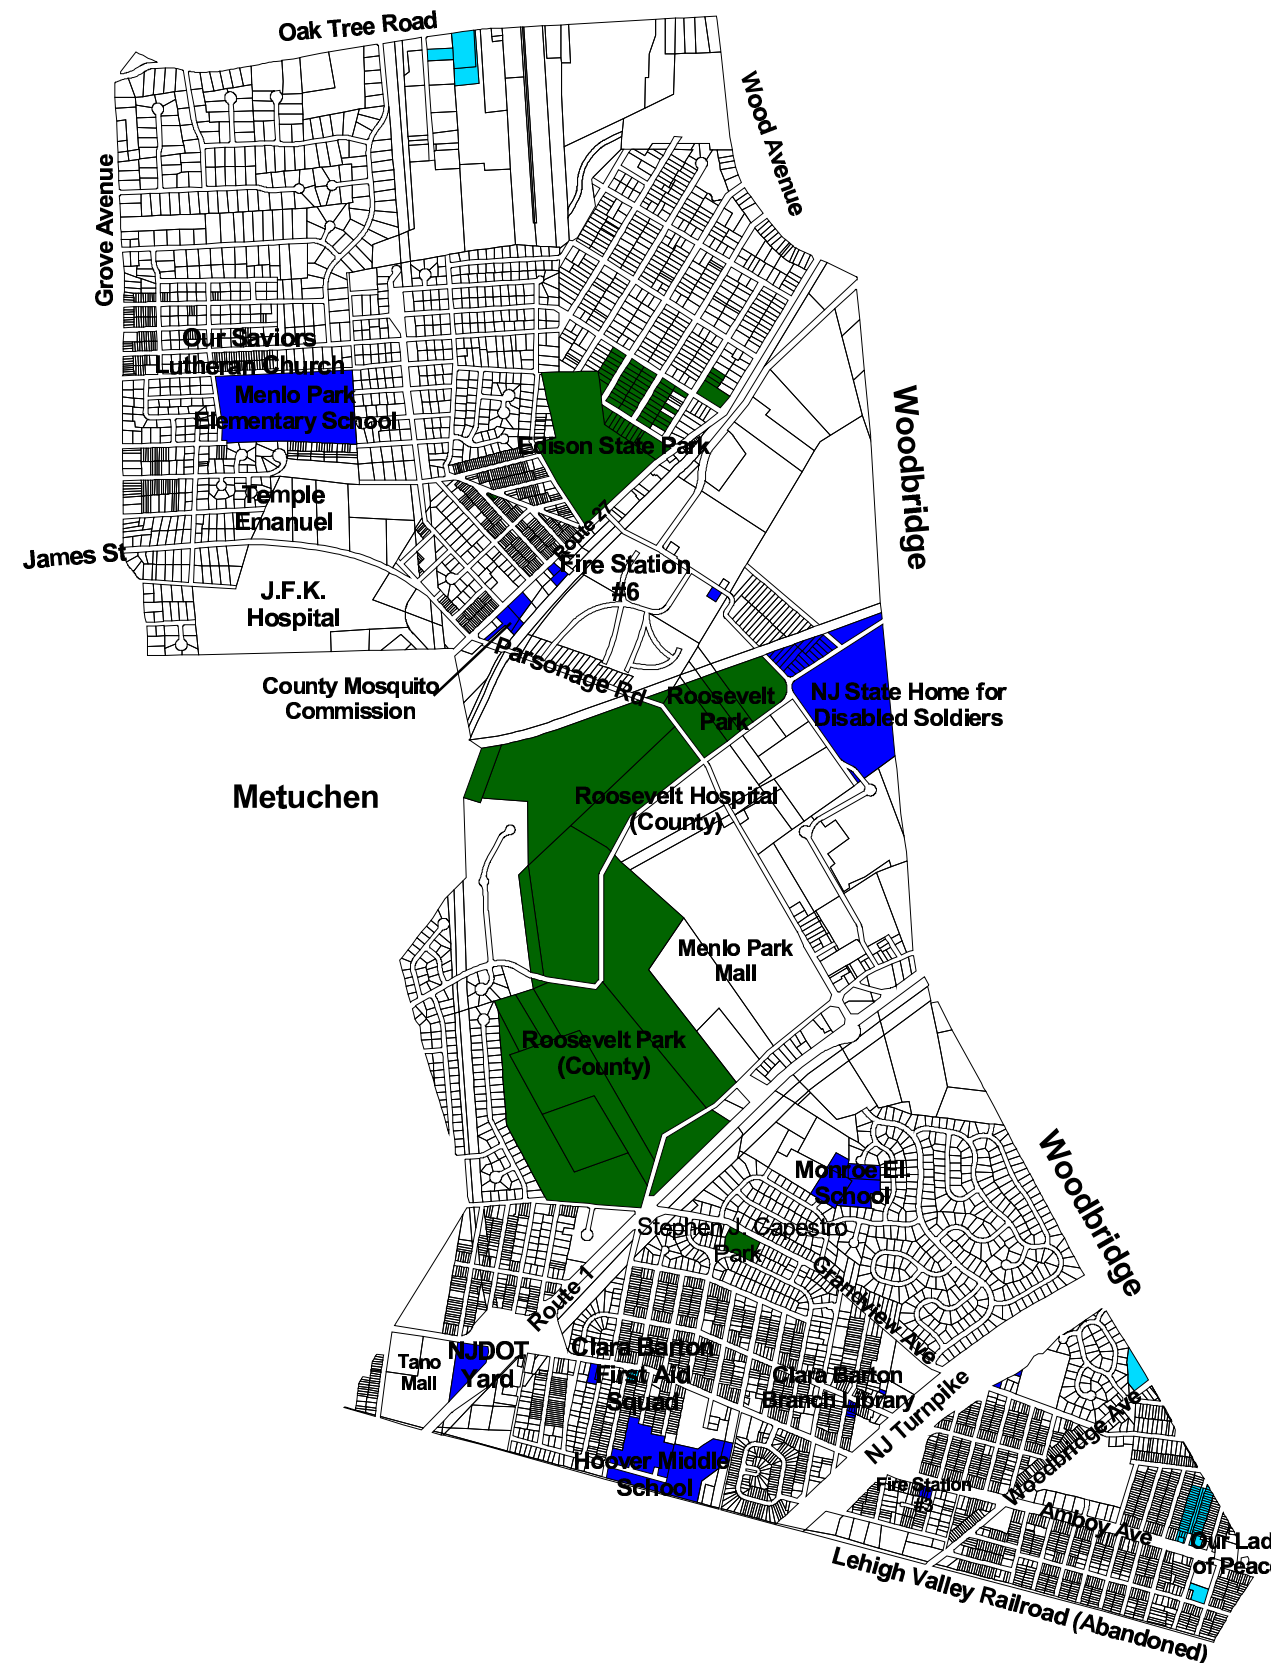 Oak Tree Road
Wood Avenue
Grove Avenue
Our Saviors
Lutheran Church
Menlo Park
Elementary School
Woodbridge
Edison State Park
Temple
Emanuel
Route 27
James St
Fire Station
#6
J.F.K.
Hospital
Parsonage Rd
County Mosquito
Commission
Roosevelt
Park
NJ State Home for
Disabled Soldiers
Metuchen
Roosevelt Hospital
(County)
Menlo Park
Mall
Roosevelt Park
(County)
Woodbridge
Monroe El.
School
Stephen J. Capestro
Park
Grandview Ave
Route 1
NJDOT
Yard
Tano
Mall
Clara Barton
First Aid
Squad
Clara Barton
Branch Library
NJ Turnpike
Woodbridge Ave
Hoover Middle
School
Fire Station
Amboy Ave
Our Lad
of Peac
Lehigh Valley Railroad (Abandoned)